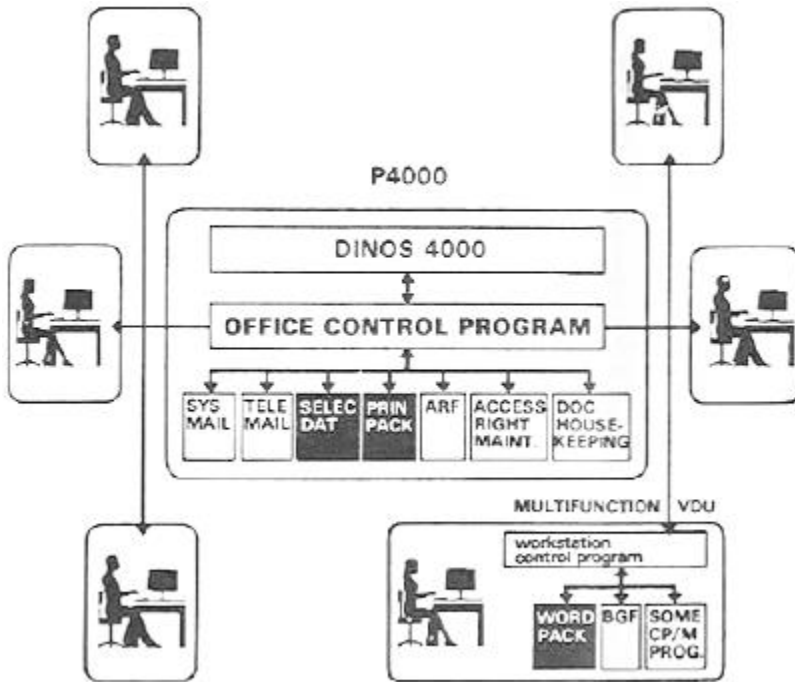 P4000
DINOS 4000
OFFICE CONTROL PROGRAM
SYS
MAIL
TELE
MAIL
SELEC
DAT
PRIN
PACK
ARF
ACCESS
RIGHT
MAINT.
DOC
HOUSE-
KEEPING
MULTIFUNCTION VDU
workstation
control program
WORD
PACK
BGF
SOME
CP/M
PROG.